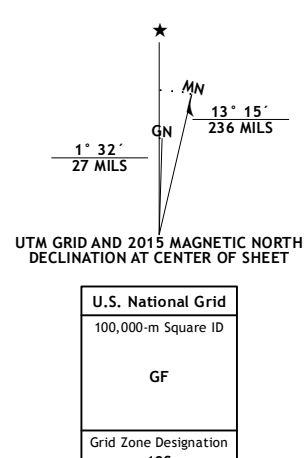 ★
MN
GN
13° 15´
236 MILS
1° 32´
27 MILS
UTM GRID AND 2015 MAGNETIC NORTH
DECLINATION AT CENTER OF SHEET
U.S. National Grid
100,000-m Square ID
GF
Grid Zone Designation